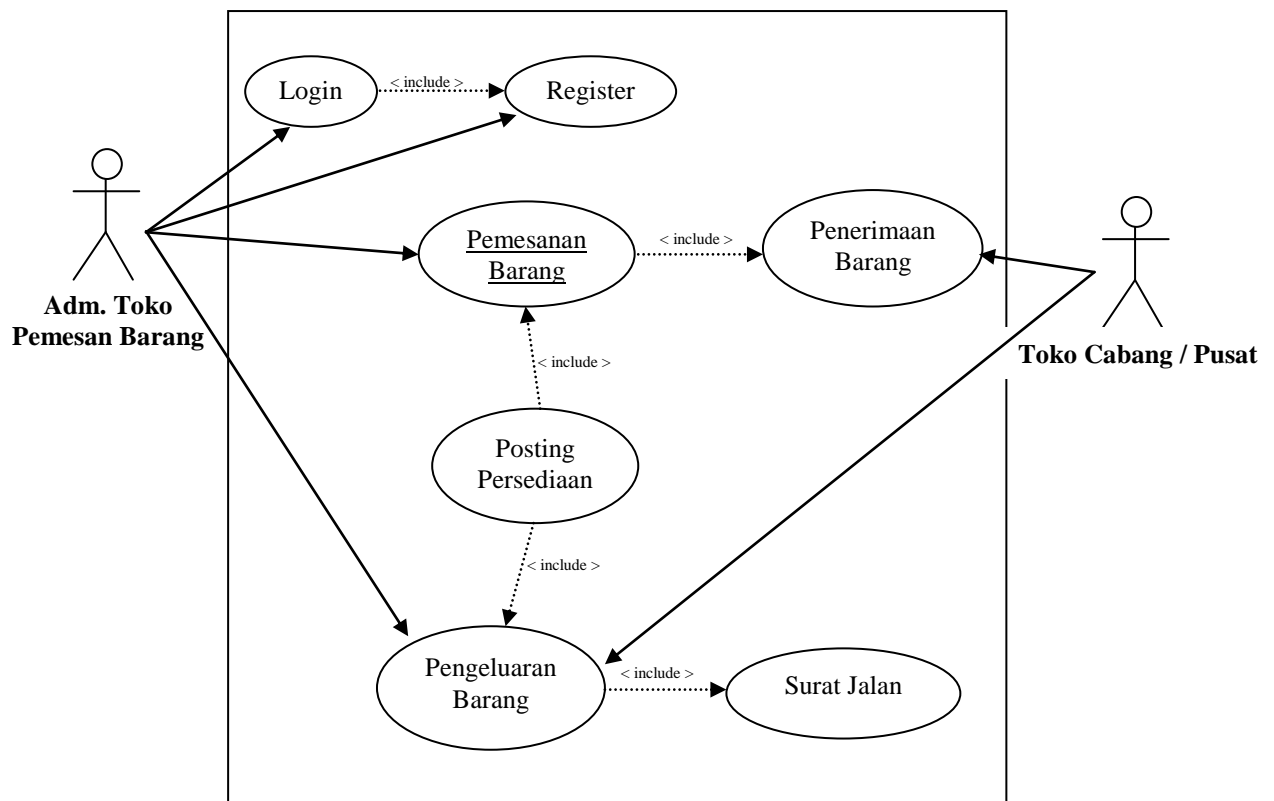 Login
< include >
Register
Adm. Toko
Pemesan Barang
Pemesanan
Barang
< include >
Penerimaan
Barang
Toko Cabang / Pusat
< include >
Posting
Persediaan
< include >
Pengeluaran
Barang
< include >
Surat Jalan